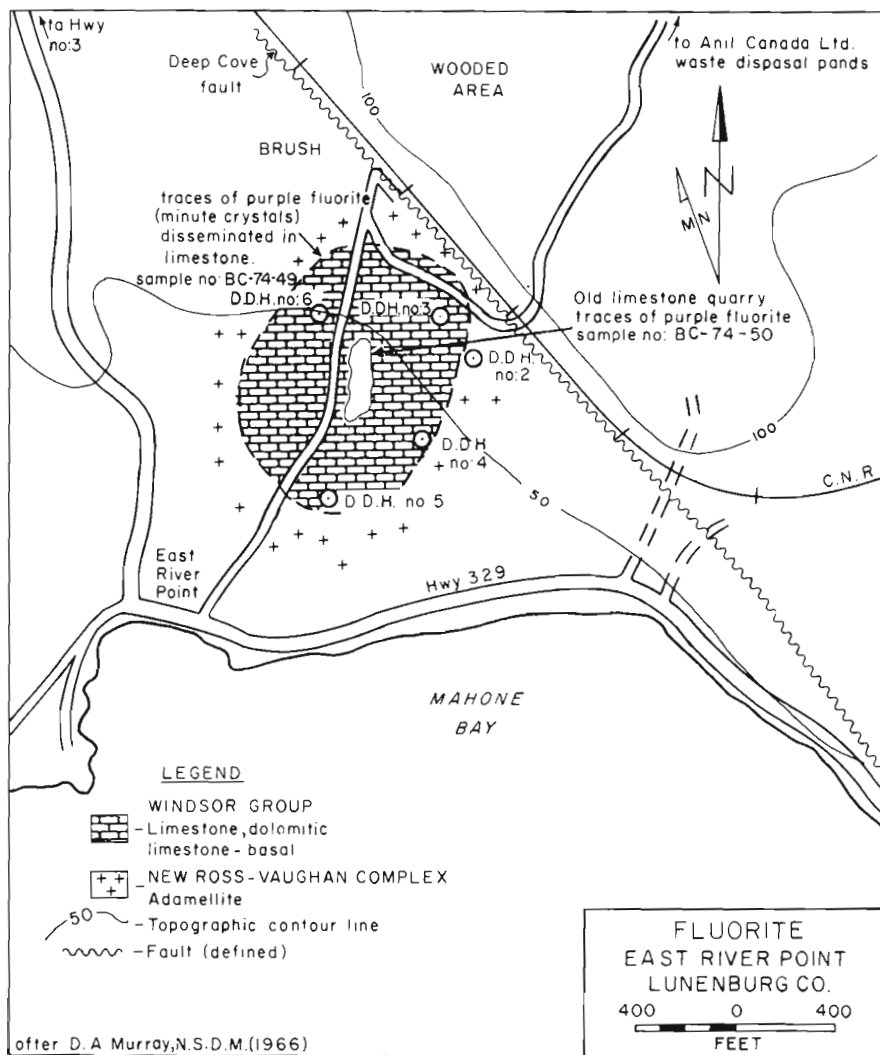 to Hwy
no:3
Deep Cove
fault
WOODED
AREA
100
to Anil Canada Ltd.
waste disposal ponds
BRUSH
N
MN
traces of purple fluorite
(minute crystals)
disseminated in
limestone.
sample no: BC-74-49
D.D.H. no: 6
D.D.H. no: 3
Old limestone quarry
traces of purple fluorite
sample no: BC-74-50
D.D.H.
no: 2
D.D.H
no: 4
D.D.H. no 5
50
100
C.N.R.
East
River
Point
Hwy 329
MAHONE
BAY
LEGEND
WINDSOR GROUP
-Limestone, dolomitic
limestone - basal
-NEW ROSS-VAUGHAN COMPLEX
Adamellite
50 -Topographic contour line
-Fault (defined)
FLUORITE
EAST RIVER POINT
LUNENBURG CO.
400 0 400
FEET
after D. A Murray, N.S.D.M. (1966)